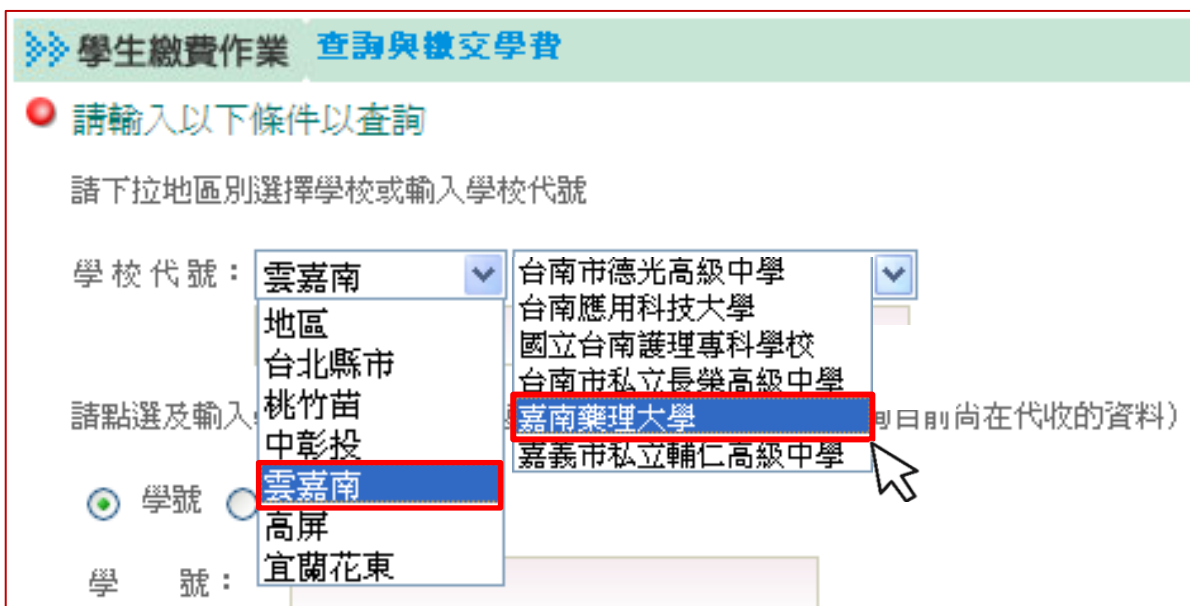 學生繳費作業 查詢與繳交學費
請輸入以下條件以查詢
請下拉地區別選擇學校或輸入學校代號
學校代號：
雲嘉南
地區
台北縣市
桃竹苗
中彰投
雲嘉南
高屏
宜蘭花東
台南市德光高級中學
台南應用科技大學
國立台南護理專科學校
台南市私立長榮高級中學
嘉南藥理大學
嘉義市私立輔仁高級中學
請點選及輸入
目前尚在代收的資料）
學號
學 號：